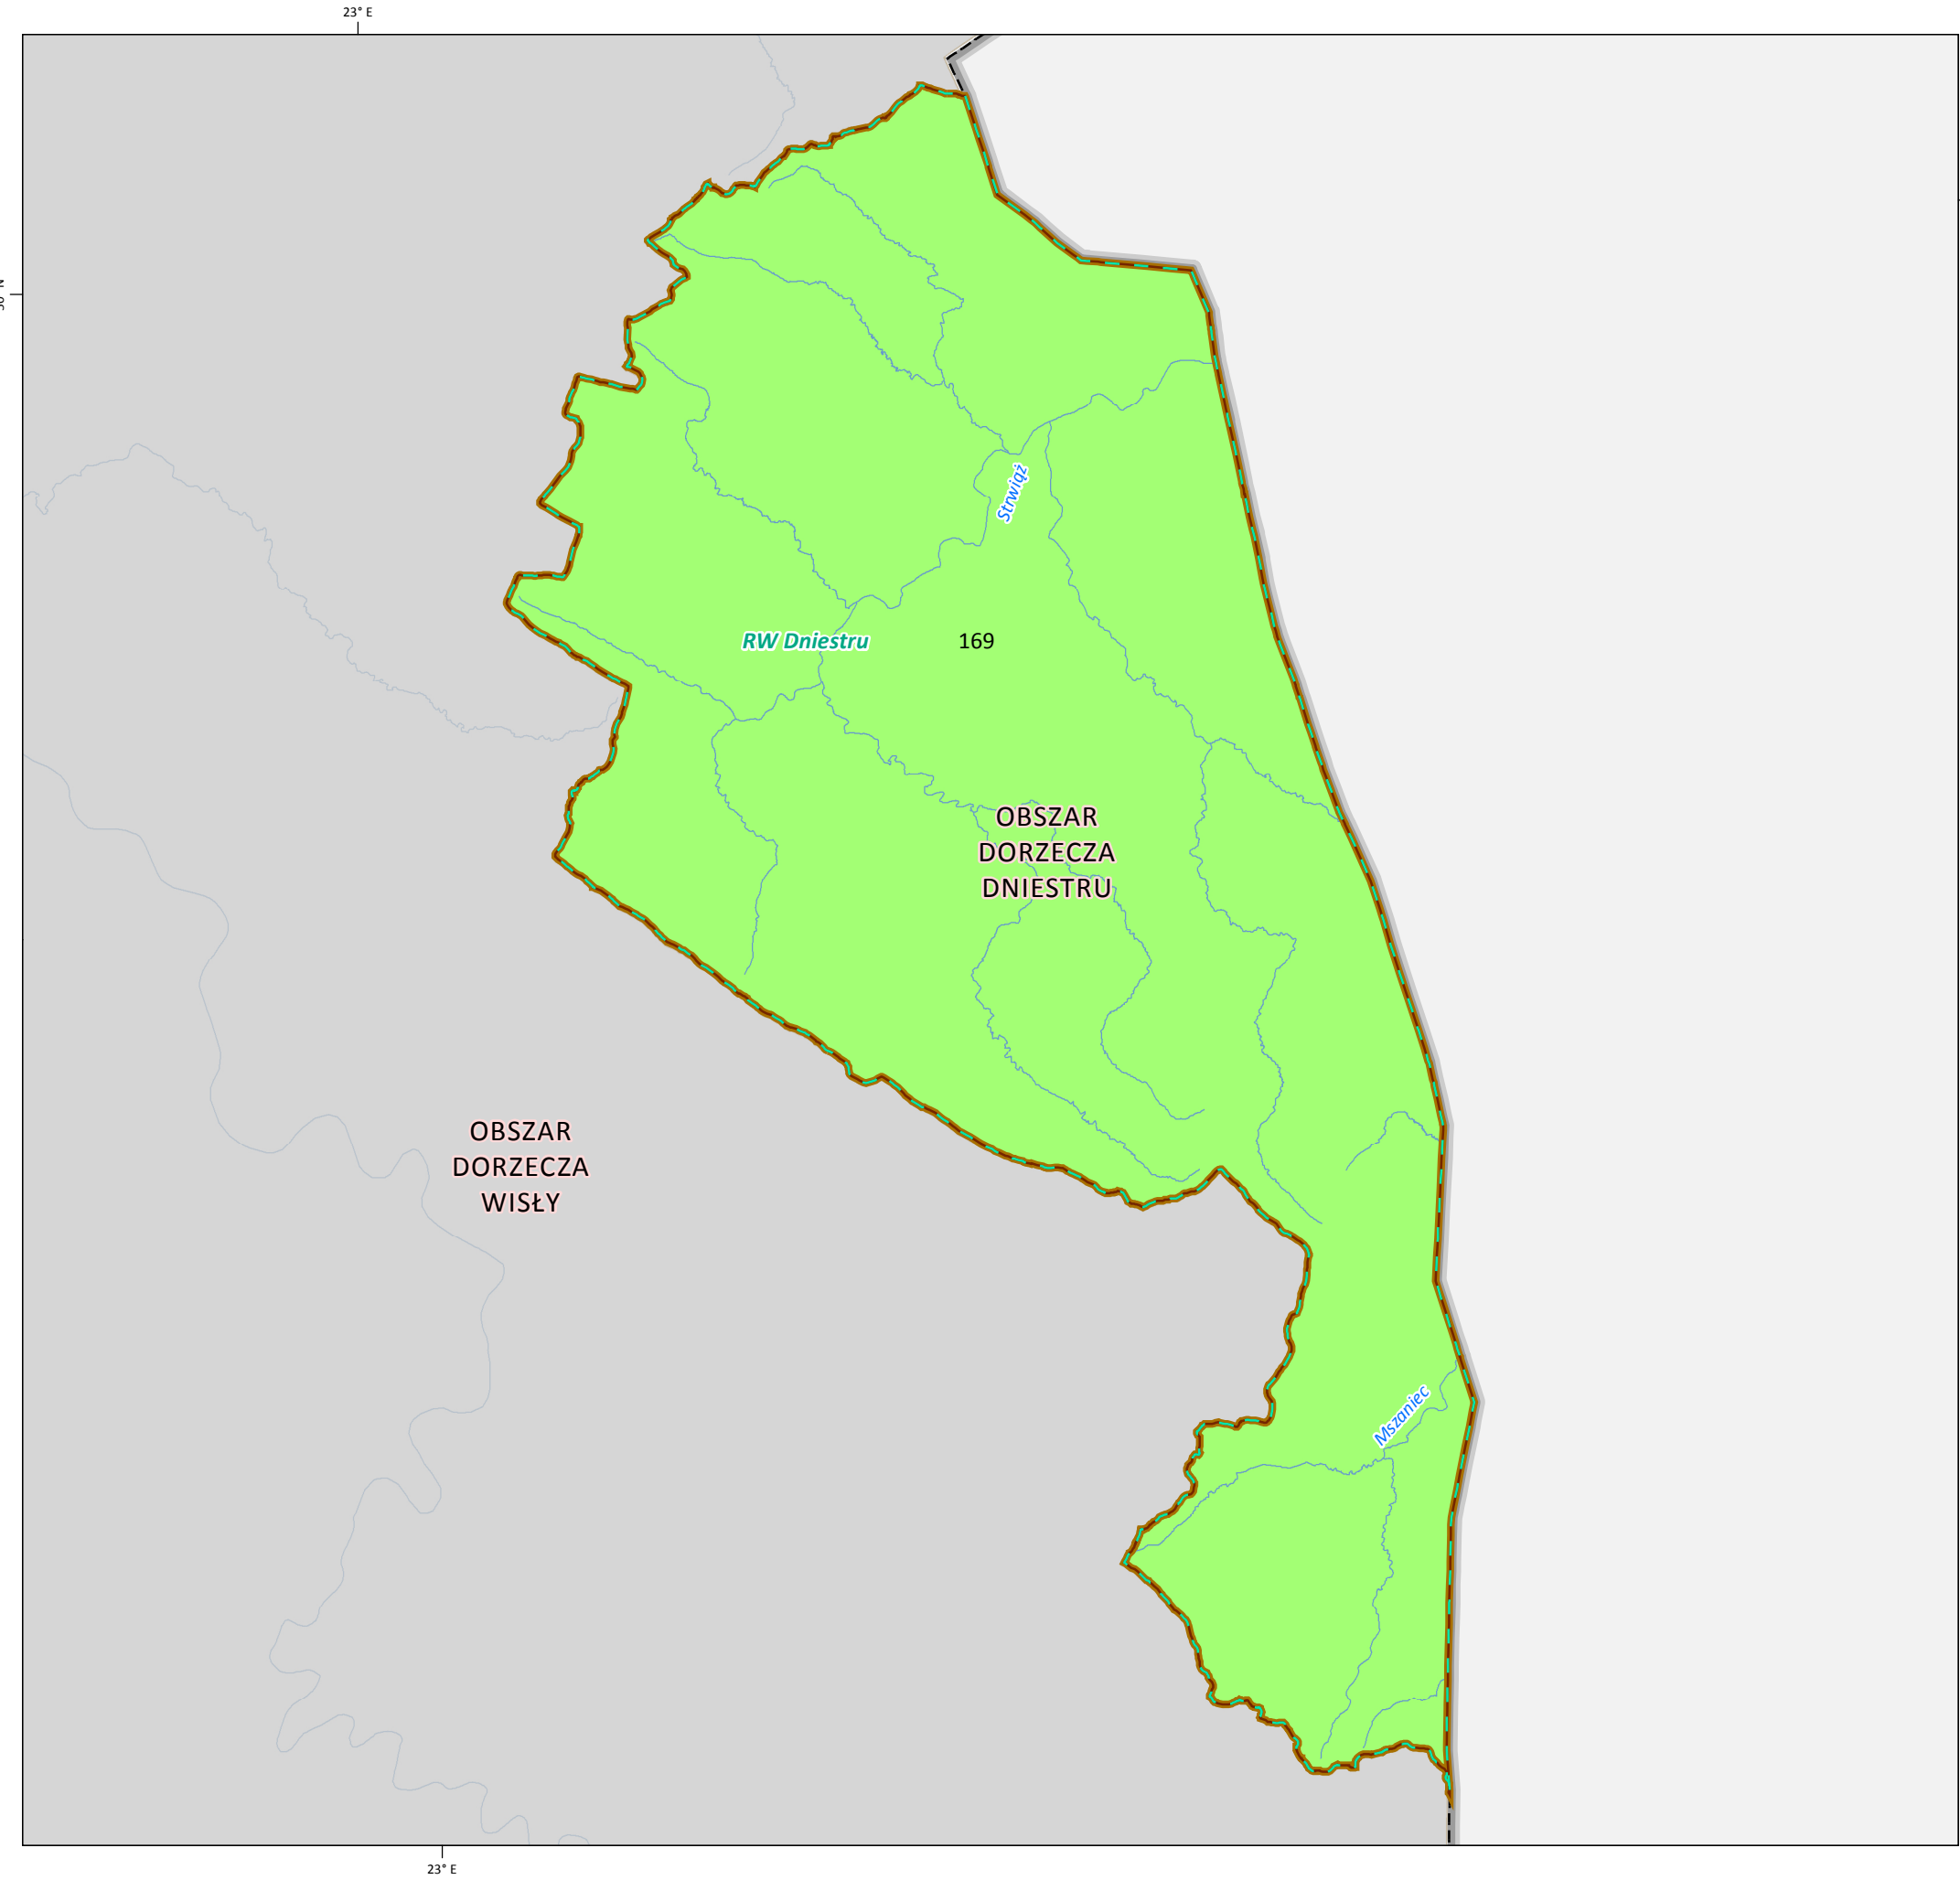 23° E
Strwiąż
RW Dniestru
169
OBSZAR
DORZECZA
DNIESTRU
OBSZAR
DORZECZA
WISŁY
Mszaniec
23° E